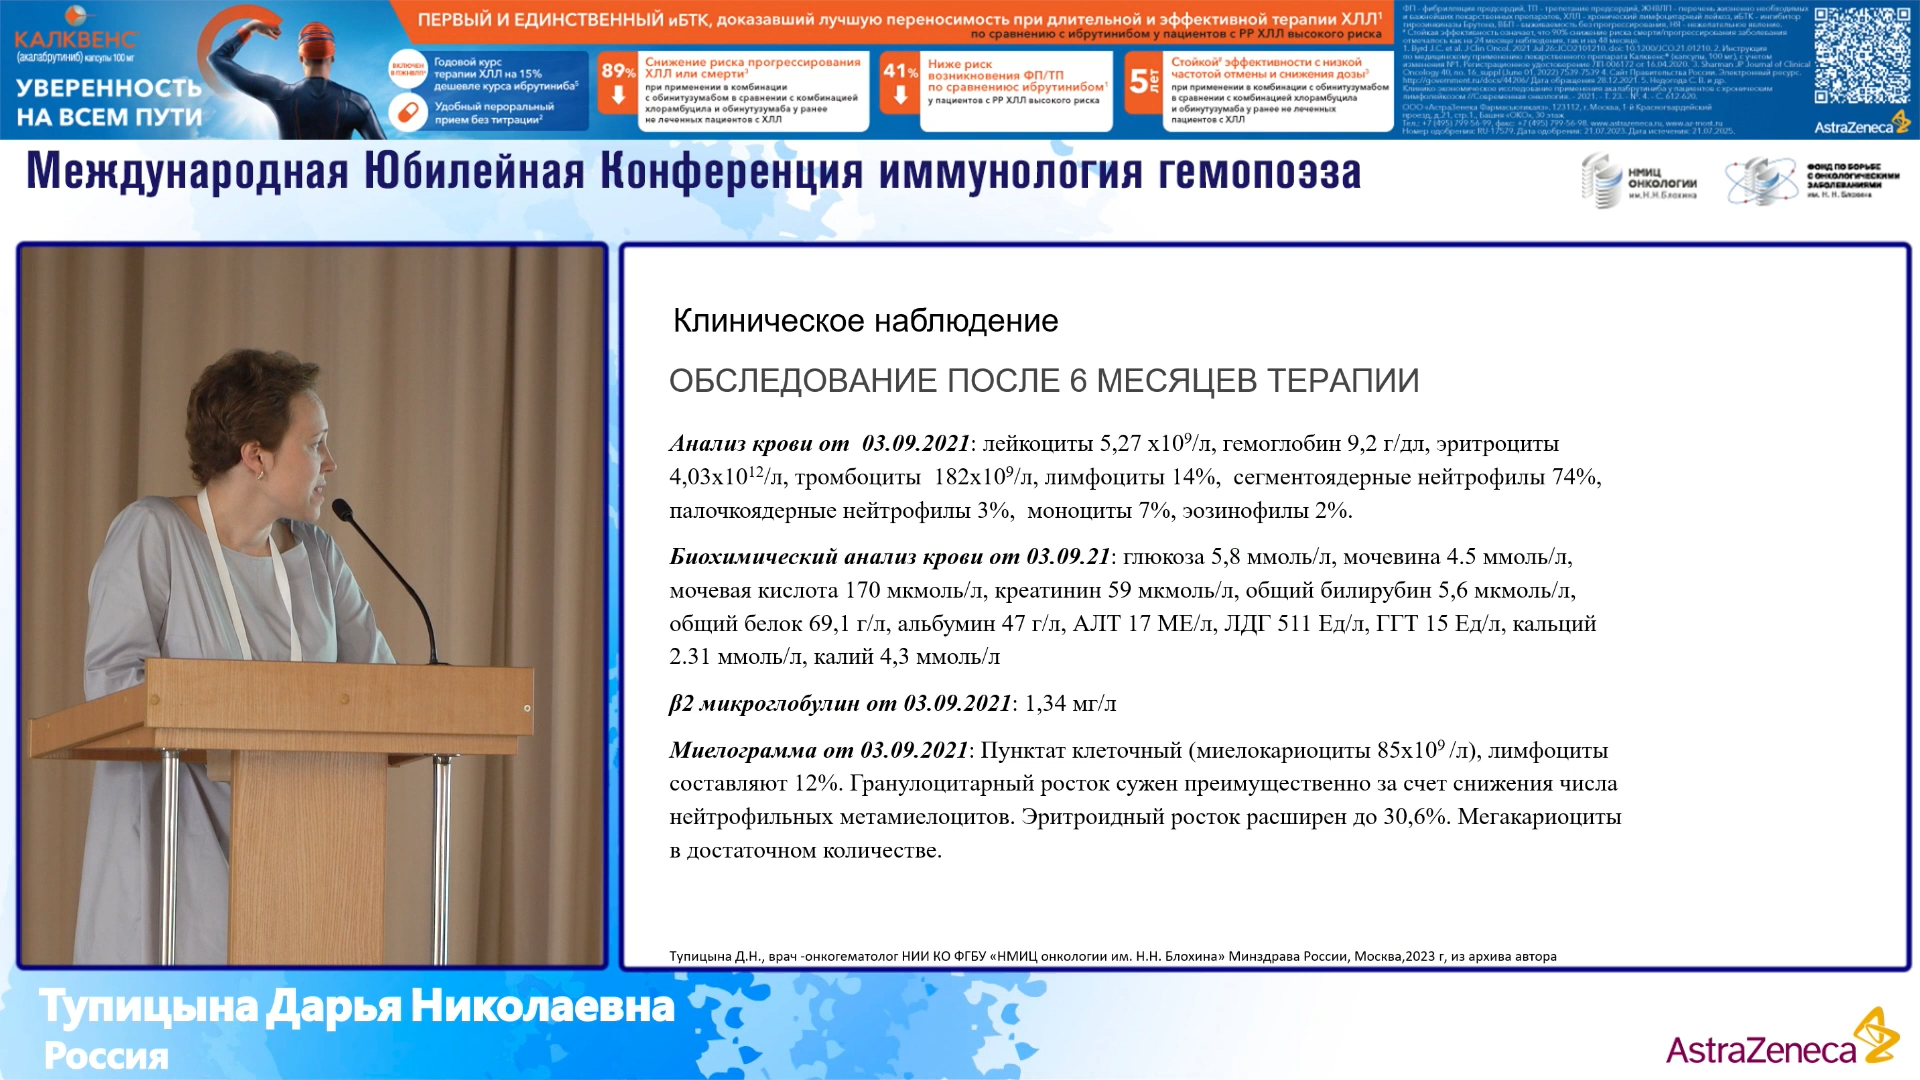 КАЛКВЕНС®
(акалабрутиниб) капсулы 100 мг
УВЕРЕННОСТЬ
НА ВСЕМ ПУТИ
ПЕРВЫЙ И ЕДИНСТВЕННЫЙ иБТК, доказавший лучшую переносимость при длительной и эффективной терапии ХЛЛ¹
по сравнению с ибрутинибом у пациентов с РР ХЛЛ высокого риска
ВКЛЮЧЕН
В ПЖНВЛП⁴
Годовой курс
терапии ХЛЛ на 15%
дешевле курса ибрутиниба⁵
Удобный пероральный
прием без титрации²
89%
Снижение риска прогрессирования
ХЛЛ или смерти³
при применении в комбинации
с обинутузумабом в сравнении с комбинацией
хлорамбуцила и обинутузумаба у ранее
не леченных пациентов с ХЛЛ
41%
Ниже риск
возникновения ФП/ТП
по сравнению с ибрутинибом¹
у пациентов с РР ХЛЛ высокого риска
5 лет
Стойкой# эффективности с низкой
частотой отмены и снижения дозы³
при применении в комбинации с обинутузумабом
в сравнении с комбинацией хлорамбуцила
и обинутузумаба у ранее не леченных
пациентов с ХЛЛ
AstraZeneca
Международная Юбилейная Конференция иммунология гемопоэза
НМИЦ
ОНКОЛОГИИ
им.Н.Н.Блохина
ФОНД ПО БОРЬБЕ
С ОНКОЛОГИЧЕСКИМИ
ЗАБОЛЕВАНИЯМИ
им. Н. Н. Блохина
Клиническое наблюдение
ОБСЛЕДОВАНИЕ ПОСЛЕ 6 МЕСЯЦЕВ ТЕРАПИИ
Анализ крови от 03.09.2021: лейкоциты 5,27 х10⁹/л, гемоглобин 9,2 г/дл, эритроциты
4,03х10¹²/л, тромбоциты 182х10⁹/л, лимфоциты 14%, сегментоядерные нейтрофилы 74%,
палочкоядерные нейтрофилы 3%, моноциты 7%, эозинофилы 2%.
Биохимический анализ крови от 03.09.21: глюкоза 5,8 ммоль/л, мочевина 4.5 ммоль/л,
мочевая кислота 170 мкмоль/л, креатинин 59 мкмоль/л, общий билирубин 5,6 мкмоль/л,
общий белок 69,1 г/л, альбумин 47 г/л, АЛТ 17 МЕ/л, ЛДГ 511 Ед/л, ГГТ 15 Ед/л, кальций
2.31 ммоль/л, калий 4,3 ммоль/л
β2 микроглобулин от 03.09.2021: 1,34 мг/л
Миелограмма от 03.09.2021: Пунктат клеточный (миелокариоциты 85х10⁹ /л), лимфоциты
составляют 12%. Гранулоцитарный росток сужен преимущественно за счет снижения числа
нейтрофильных метамиелоцитов. Эритроидный росток расширен до 30,6%. Мегакариоциты
в достаточном количестве.
Тупицына Д.Н., врач -онкогематолог НИИ КО ФГБУ «НМИЦ онкологии им. Н.Н. Блохина» Минздрава России, Москва,2023 г, из архива автора
Тупицына Дарья Николаевна
Россия
AstraZeneca